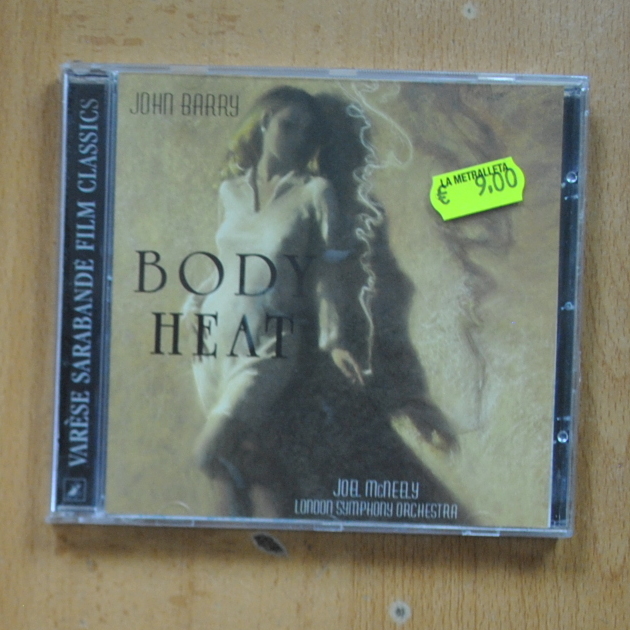 VARÈSE SARABANDE FILM CLASSICS
JOHN BARRY
LA METRALLETA
€ 9,00
BODY
HEAT
JOEL McNEELY
LONDON SYMPHONY ORCHESTRA